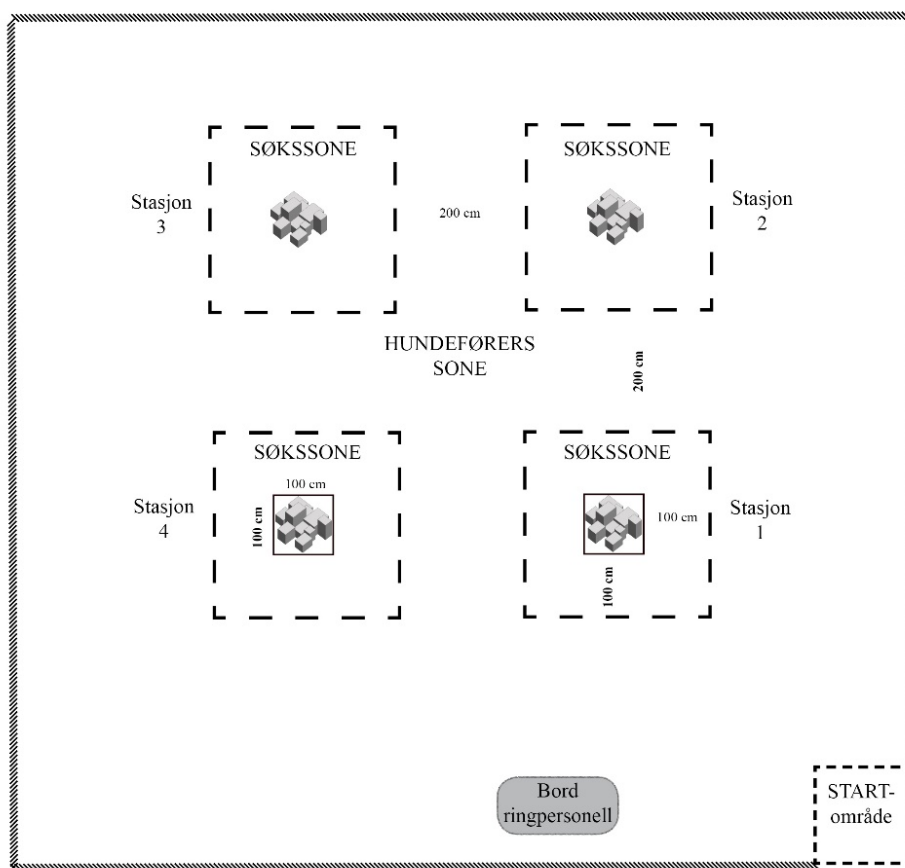 SØKSSONE
SØKSSONE
Stasjon
3
200 cm
Stasjon
2
HUNDEFØRERS
SONE
200 cm
SØKSSONE
SØKSSONE
100 cm
100 cm
Stasjon
4
100 cm
100 cm
Stasjon
1
Bord
ringpersonell
START-
område